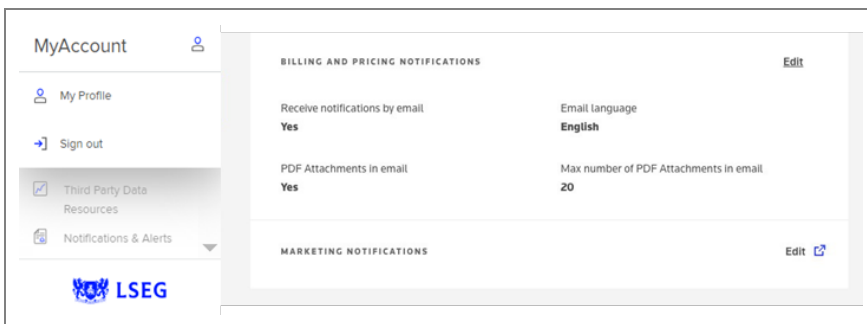 MyAccount
My Profile
Sign out
Third Party Data
Resources
Notifications & Alerts
LSEG
BILLING AND PRICING NOTIFICATIONS
Edit
Receive notifications by email
Yes
Email language
English
PDF Attachments in email
Yes
Max number of PDF Attachments in email
20
MARKETING NOTIFICATIONS
Edit